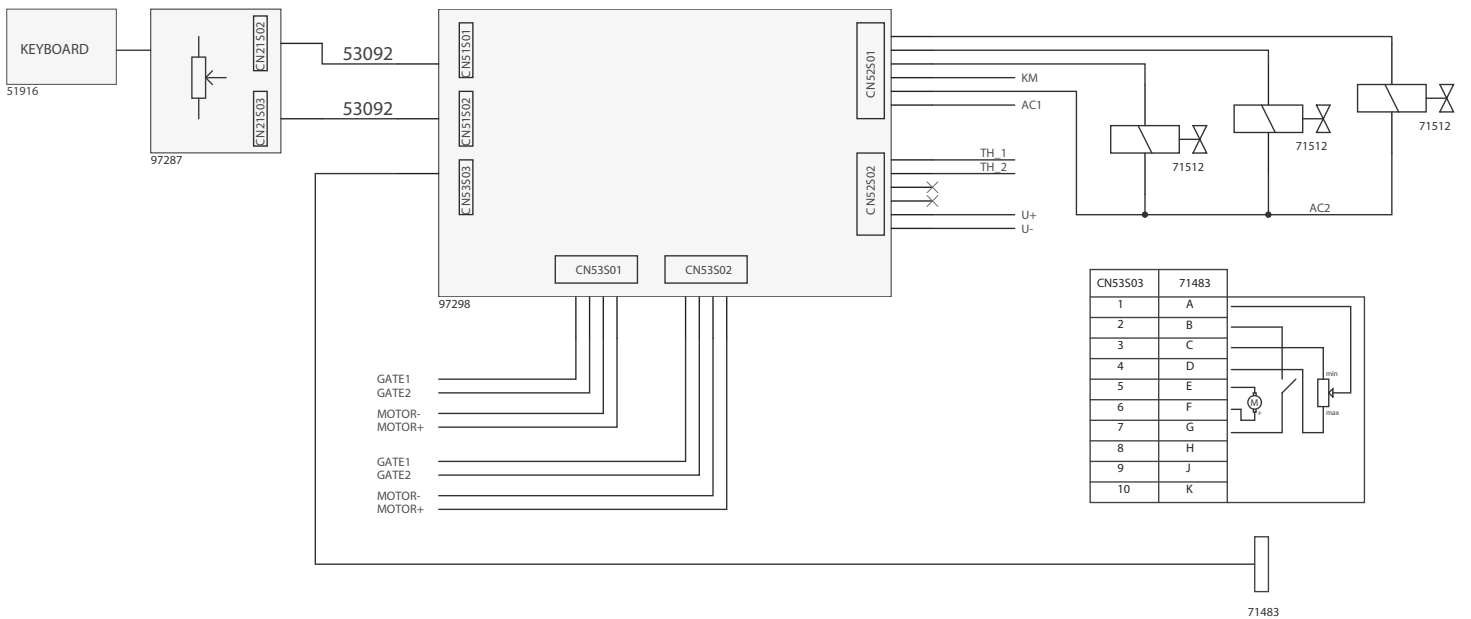 KEYBOARD
51916
CN21S02
CN21S03
97287
53092
53092
CN51S01
CN51S02
CN53S03
CN52S01
CN52S02
CN53S01
CN53S02
97298
KM
AC1
TH_1
TH_2
U+
U-
71512
71512
71512
AC2
GATE1
GATE2
MOTOR-
MOTOR+
GATE1
GATE2
MOTOR-
MOTOR+
CN53S03 71483
1 A
2 B
3 C
4 D
5 E
6 F
7 G
8 H
9 J
10 K
min
M
+
max
71483